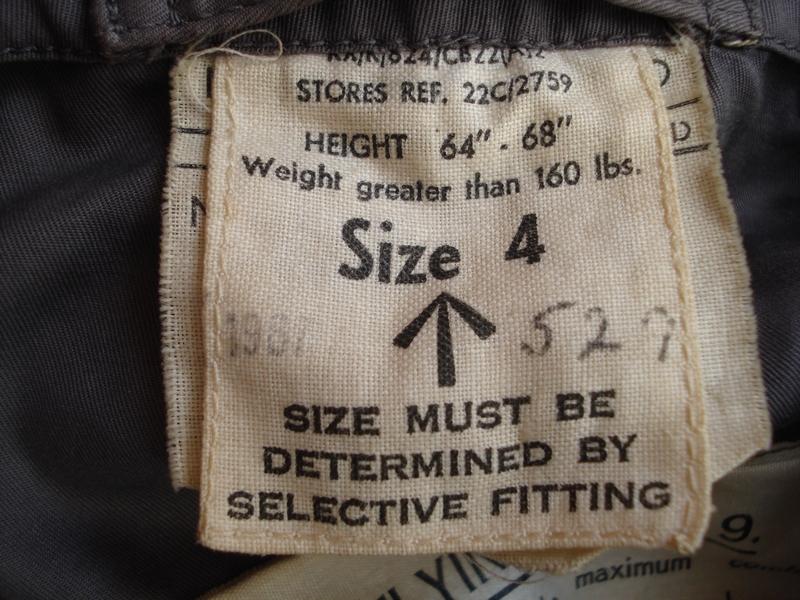 STORES REF. 22C/2759
HEIGHT 64" - 68"
Weight greater than 160 lbs.
Size 4
529
SIZE MUST BE
DETERMINED BY
SELECTIVE FITTING
9.
maximum